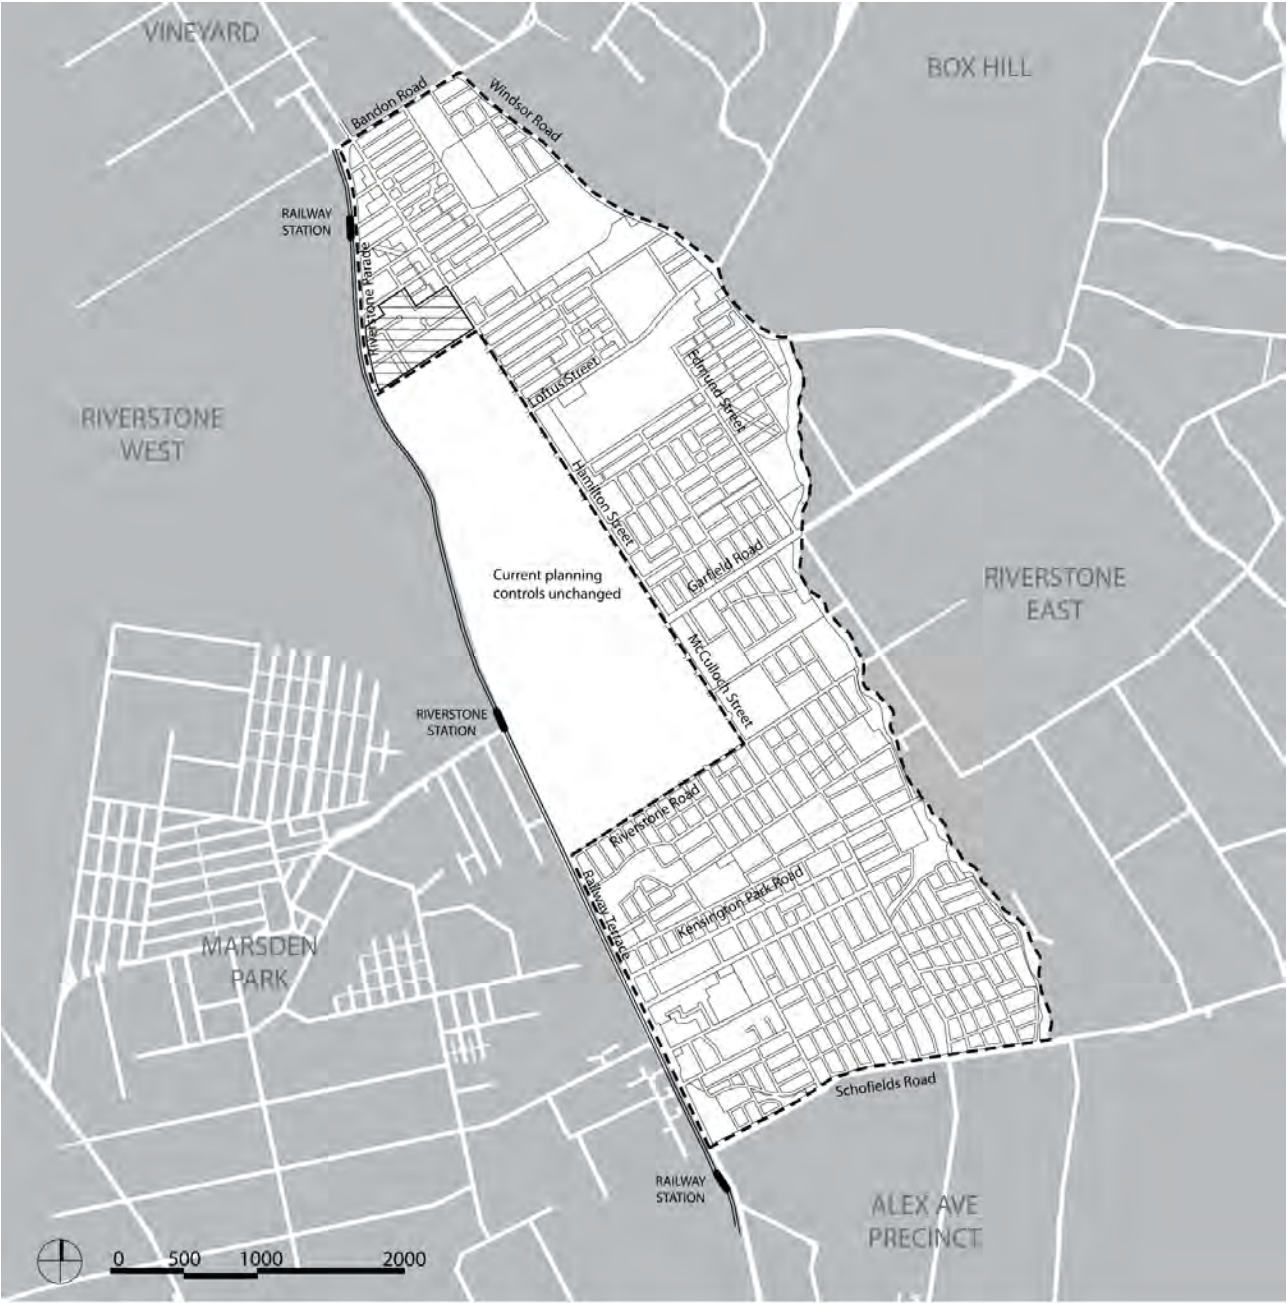 VINEYARD
BOX HILL
Bandon Road
Windsor Road
RAILWAY
STATION
Riverstone Parade
Loftus Street
Edmund Street
RIVERSTONE
WEST
Hamilton Street
Garfield Road
Current planning
controls unchanged
RIVERSTONE
EAST
McCulloch Street
RIVERSTONE
STATION
Riverstone Road
Railway Terrace
Kensington Park Road
MARSDEN
PARK
Schofields Road
RAILWAY
STATION
ALEX AVE
PRECINCT
0 500 1000 2000